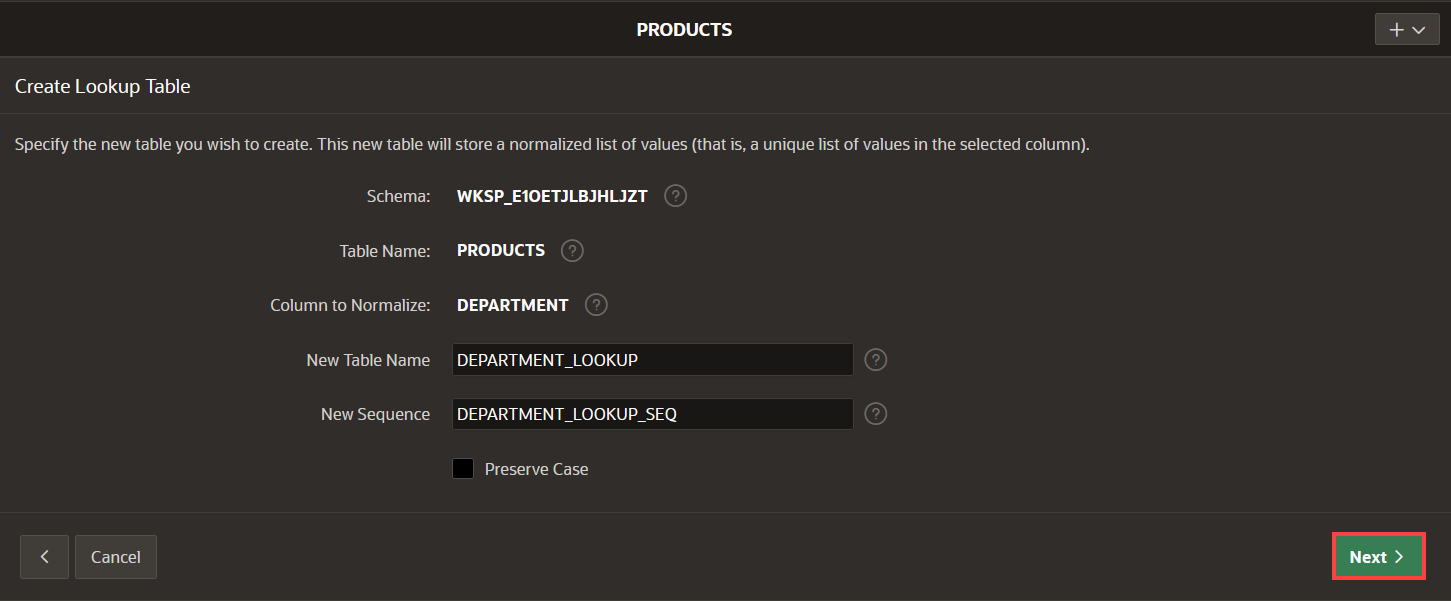 PRODUCTS
Create Lookup Table
Specify the new table you wish to create. This new table will store a normalized list of values (that is, a unique list of values in the selected column).
Schema: WKSP_E1OETJLBJHLJZT ?
Table Name: PRODUCTS ?
Column to Normalize: DEPARTMENT ?
New Table Name DEPARTMENT_LOOKUP ?
New Sequence DEPARTMENT_LOOKUP_SEQ ?
Preserve Case
Cancel Next